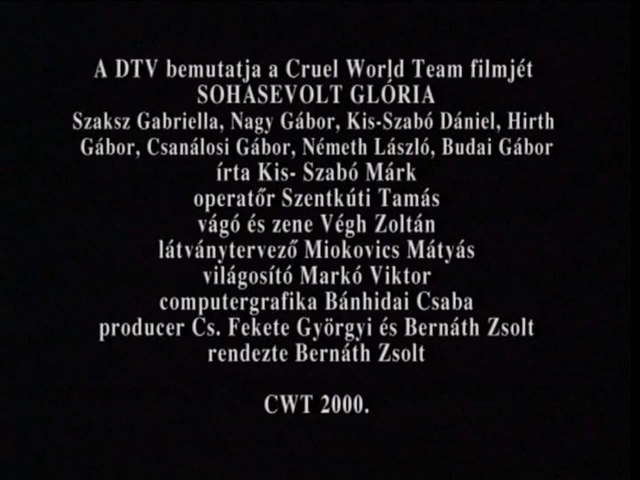 A DTV bemutatja a Cruel World Team filmjét
SOHASEVOLT GLÓRIA
Szaksz Gabriella, Nagy Gábor, Kis-Szabó Dániel, Hirth
Gábor, Csanálosi Gábor, Németh László, Budai Gábor
írta Kis- Szabó Márk
operatőr Szentkúti Tamás
vágó és zene Végh Zoltán
látványtervező Miokovics Mátyás
világosító Markó Viktor
computergrafika Bánhidai Csaba
producer Cs. Fekete Györgyi és Bernáth Zsolt
rendezte Bernáth Zsolt
CWT 2000.